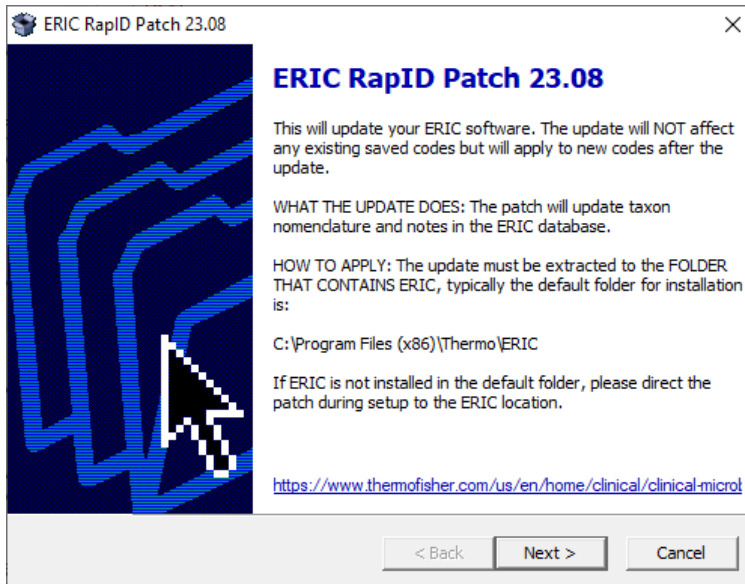 ERIC RapID Patch 23.08
ERIC RapID Patch 23.08
This will update your ERIC software. The update will NOT affect
any existing saved codes but will apply to new codes after the
update.
WHAT THE UPDATE DOES: The patch will update taxon
nomenclature and notes in the ERIC database.
HOW TO APPLY: The update must be extracted to the FOLDER
THAT CONTAINS ERIC, typically the default folder for installation
is:
C:\Program Files (x86)\Thermo\ERIC
If ERIC is not installed in the default folder, please direct the
patch during setup to the ERIC location.
https://www.thermofisher.com/us/en/home/clinical/clinical-microb
< Back
Next >
Cancel